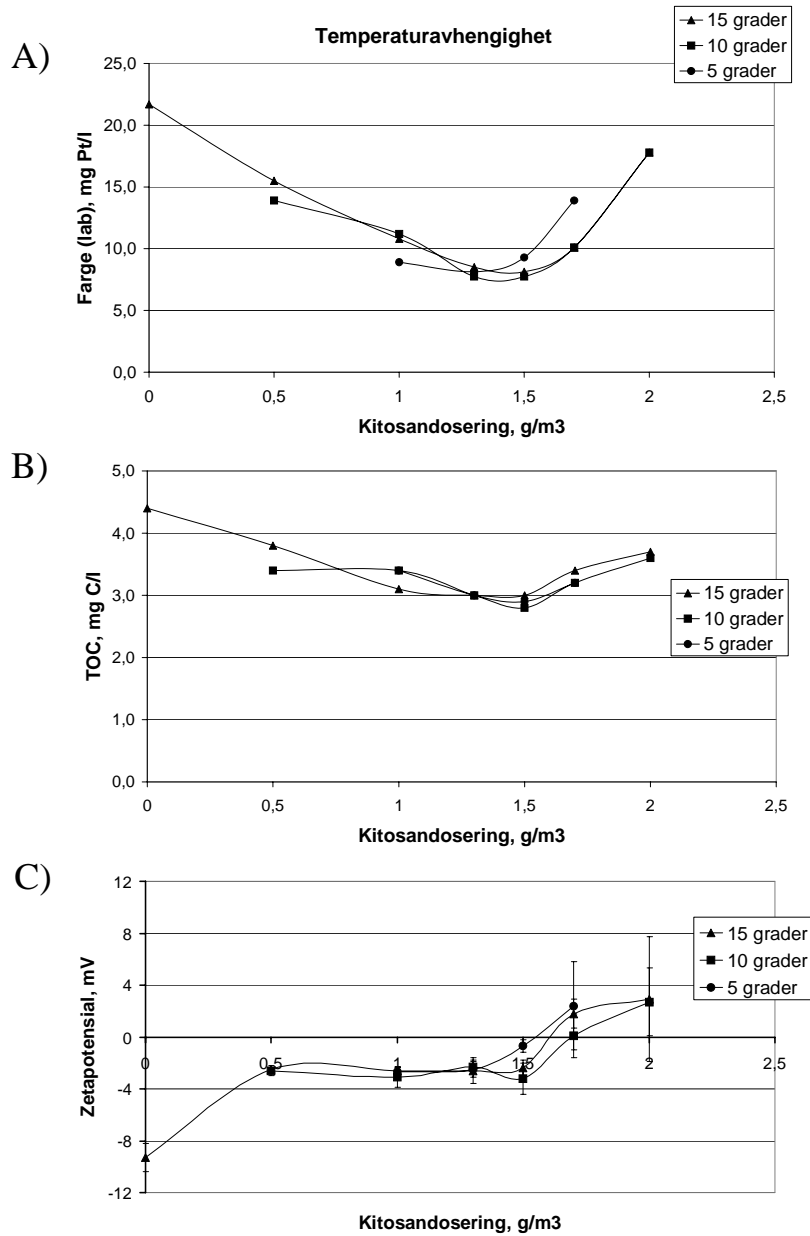 A)
Temperaturavhengighet
15 grader
10 grader
5 grader
25,0
20,0
15,0
10,0
5,0
0,0
Farge (lab), mg Pt/l
0 0,5 1 1,5 2 2,5
Kitosandosering, g/m3
B)
5,0
4,0
3,0
2,0
1,0
0,0
TOC, mg C/l
15 grader
10 grader
5 grader
0 0,5 1 1,5 2 2,5
Kitosandosering, g/m3
C)
12
8
4
0
-4
-8
-12
Zetapotensial, mV
15 grader
10 grader
5 grader
0 0,5 1 1,5 2 2,5
Kitosandosering, g/m3